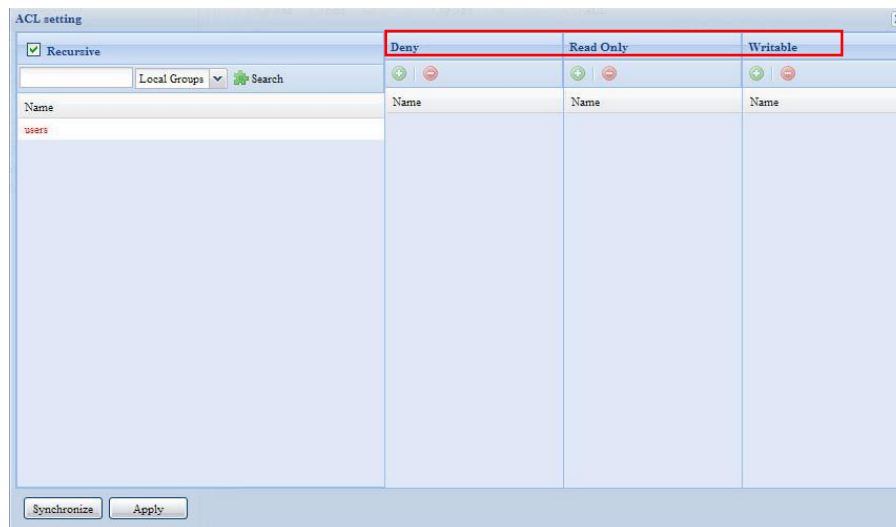 ACL setting
Recursive
Deny
Read Only
Writable
Local Groups
Search
Name
Name
Name
Name
users
Synchronize
Apply